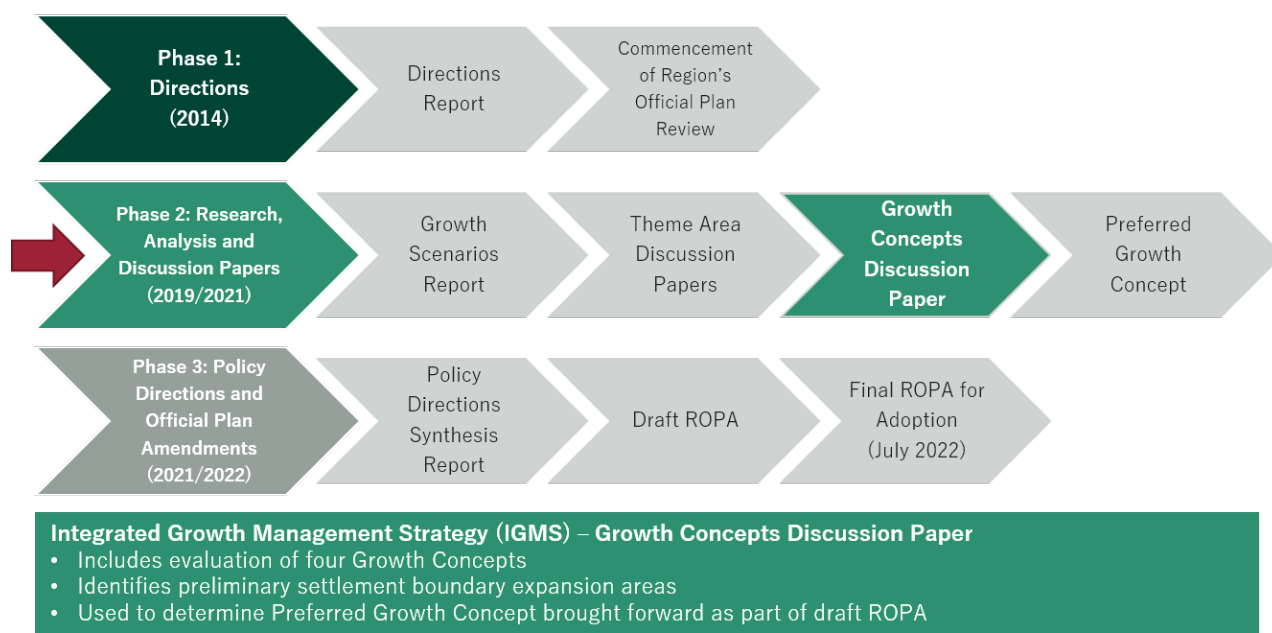 Phase 1:
Directions
(2014)
Directions
Report
Commencement
of Region's
Official Plan
Review
Phase 2: Research,
Analysis and
Discussion Papers
(2019/2021)
Growth
Scenarios
Report
Theme Area
Discussion
Papers
Growth
Concepts
Discussion
Paper
Preferred
Growth
Concept
Phase 3: Policy
Directions and
Official Plan
Amendments
(2021/2022)
Policy
Directions
Synthesis
Report
Draft ROPA
Final ROPA for
Adoption
(July 2022)
Integrated Growth Management Strategy (IGMS) – Growth Concepts Discussion Paper
• Includes evaluation of four Growth Concepts
• Identifies preliminary settlement boundary expansion areas
• Used to determine Preferred Growth Concept brought forward as part of draft ROPA